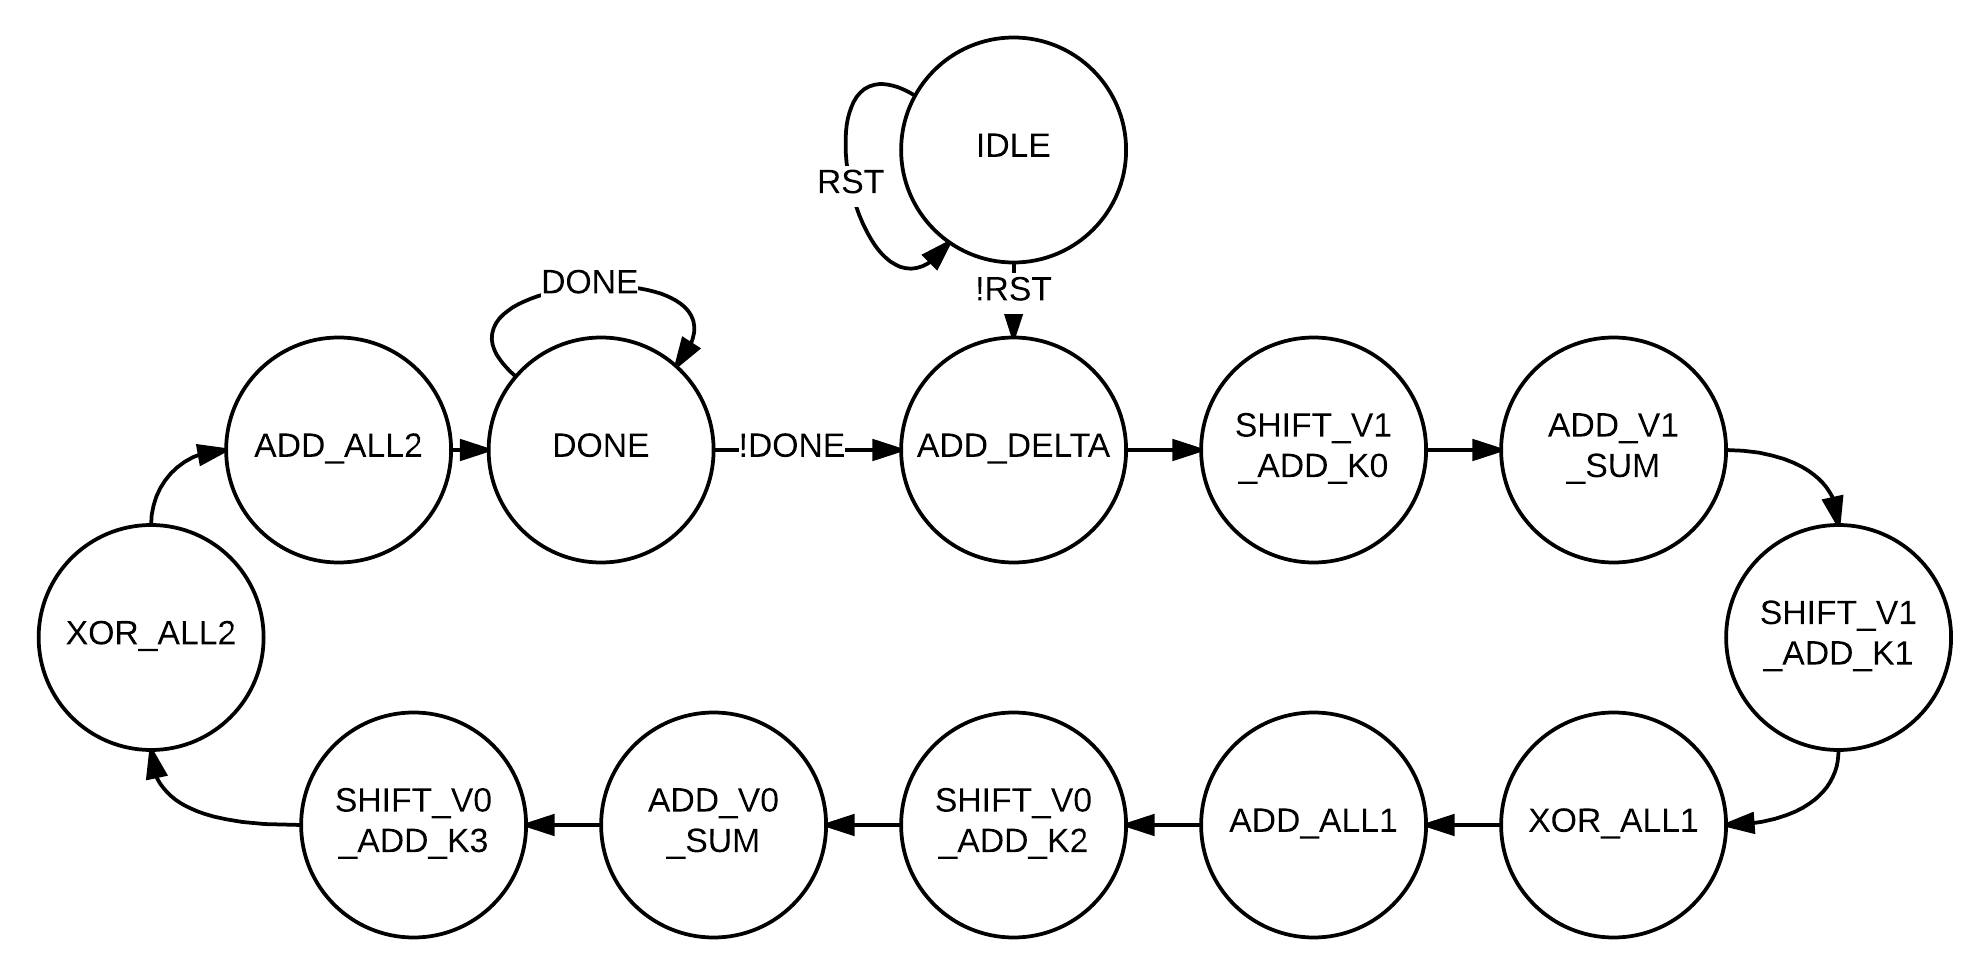 IDLE
RST
!RST
DONE
ADD_ALL2
DONE
!DONE
ADD_DELTA
SHIFT_V1
_ADD_K0
ADD_V1
_SUM
SHIFT_V1
_ADD_K1
XOR_ALL2
SHIFT_V0
_ADD_K3
ADD_V0
_SUM
SHIFT_V0
_ADD_K2
ADD_ALL1
XOR_ALL1